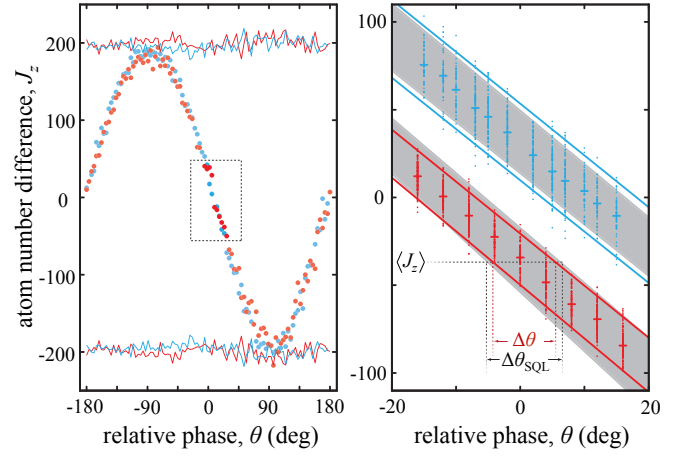 atom number difference, J_z
200
100
0
-100
-200
-180
-90
0
90
180
relative phase, θ (deg)
100
0
⟨J_z⟩
-100
Δθ
Δθ_SQL
-20
0
20
relative phase, θ (deg)